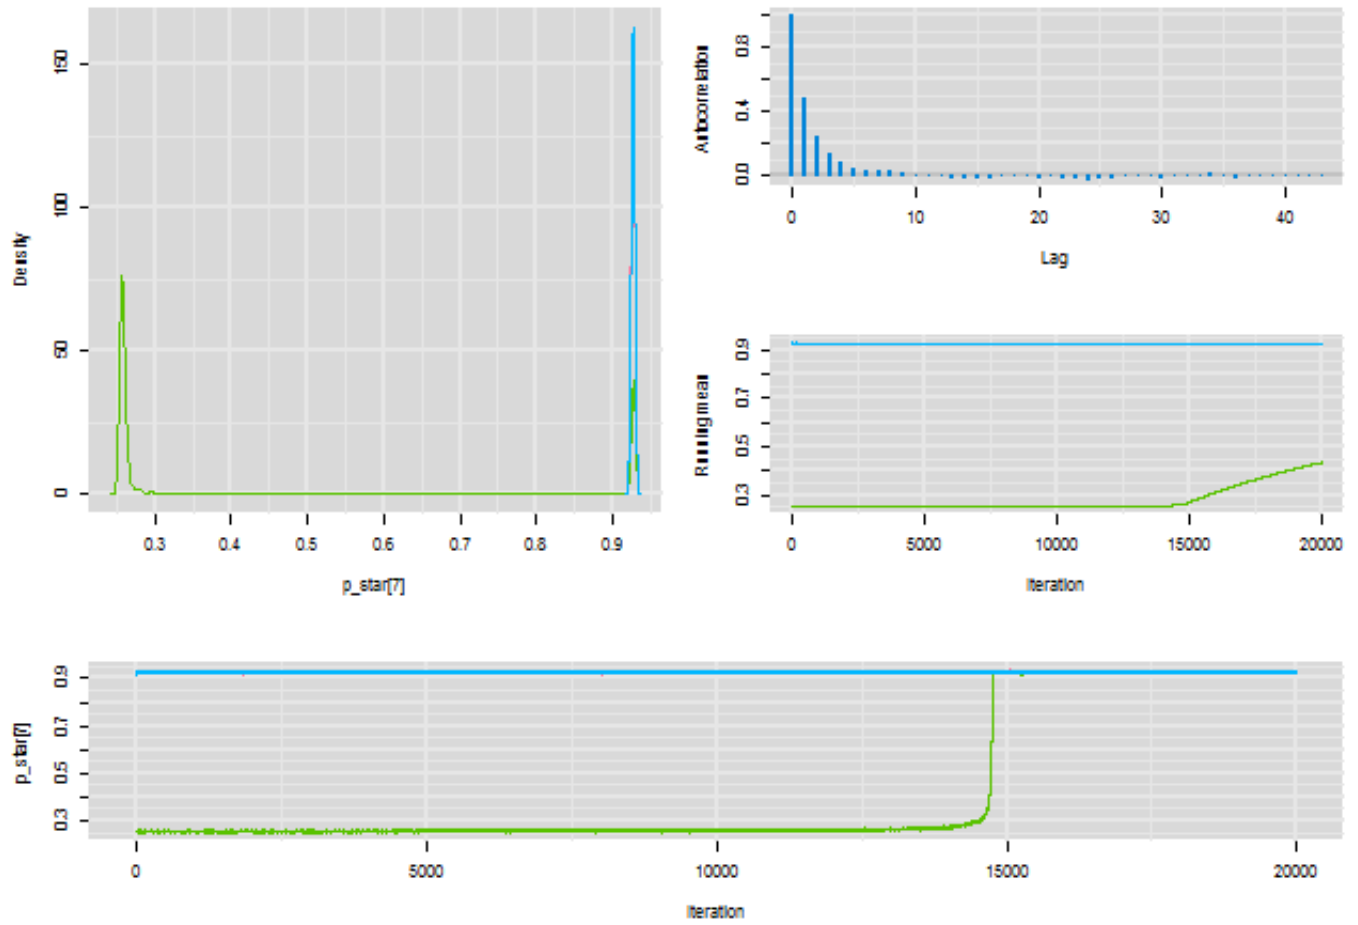 150
100
50
0
Density
0.3 0.4 0.5 0.6 0.7 0.8 0.9
p_star[7]
0.8
0.4
0.0
Autocorrelation
0 10 20 30 40
Lag
0.9
0.7
0.5
0.3
Running mean
0 5000 10000 15000 20000
Iteration
0.9
0.7
0.5
0.3
p_star[7]
0 5000 10000 15000 20000
Iteration